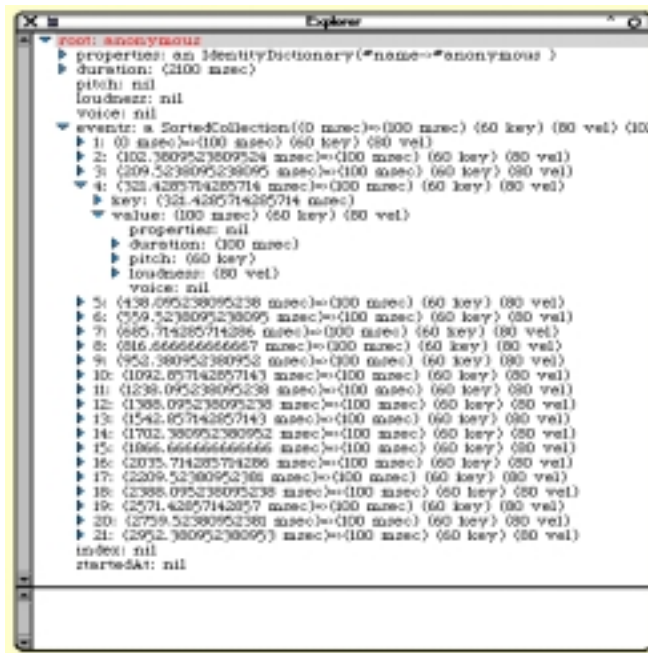 Explorer
root: anonymous
properties: an IdentityDictionary(#name->#anonymous )
duration: (2100 msec)
pitch: nil
loudness: nil
voice: nil
events: a SortedCollection((0 msec)=>(100 msec) (60 key) (80 vel) (102
1: (0 msec)=>(100 msec) (60 key) (80 vel)
2: (102.3809523809524 msec)=>(100 msec) (60 key) (80 vel)
3: (209.5238095238095 msec)=>(100 msec) (60 key) (80 vel)
4: (321.4285714285714 msec)=>(100 msec) (60 key) (80 vel)
key: (321.4285714285714 msec)
value: (100 msec) (60 key) (80 vel)
properties: nil
duration: (100 msec)
pitch: (60 key)
loudness: (80 vel)
voice: nil
5: (438.095238095238 msec)=>(100 msec) (60 key) (80 vel)
6: (559.5238095238095 msec)=>(100 msec) (60 key) (80 vel)
7: (685.714285714286 msec)=>(100 msec) (60 key) (80 vel)
8: (816.666666666667 msec)=>(100 msec) (60 key) (80 vel)
9: (952.380952380952 msec)=>(100 msec) (60 key) (80 vel)
10: (1092.857142857143 msec)=>(100 msec) (60 key) (80 vel)
11: (1238.095238095238 msec)=>(100 msec) (60 key) (80 vel)
12: (1388.095238095238 msec)=>(100 msec) (60 key) (80 vel)
13: (1542.857142857143 msec)=>(100 msec) (60 key) (80 vel)
14: (1702.380952380952 msec)=>(100 msec) (60 key) (80 vel)
15: (1866.666666666666 msec)=>(100 msec) (60 key) (80 vel)
16: (2035.714285714286 msec)=>(100 msec) (60 key) (80 vel)
17: (2209.52380952381 msec)=>(100 msec) (60 key) (80 vel)
18: (2388.095238095238 msec)=>(100 msec) (60 key) (80 vel)
19: (2571.42857142857 msec)=>(100 msec) (60 key) (80 vel)
20: (2759.52380952381 msec)=>(100 msec) (60 key) (80 vel)
21: (2952.380952380953 msec)=>(100 msec) (60 key) (80 vel)
index: nil
startedAt: nil